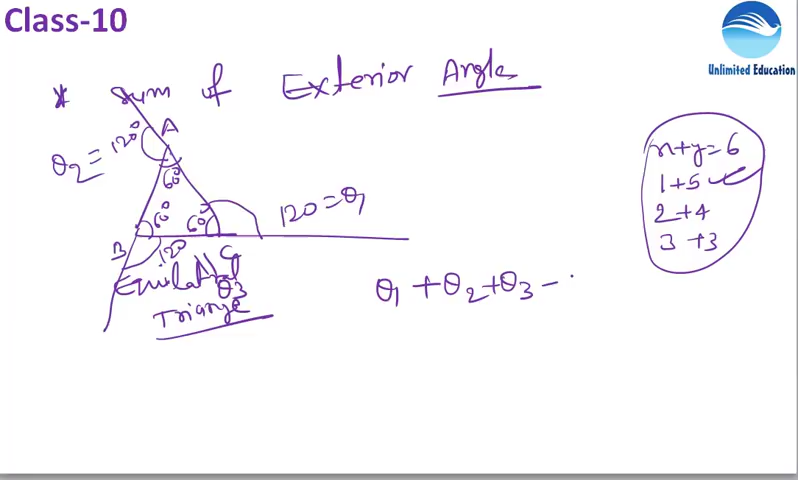 Class-10
Unlimited Education
* Sum of Exterior Angle
A
θ2 = 120°
60°
120 = θ1
60° 60°
B
120
C
θ3
Triangle
θ1 + θ2 + θ3 =
x+y=6
1+5
2+4
3+3